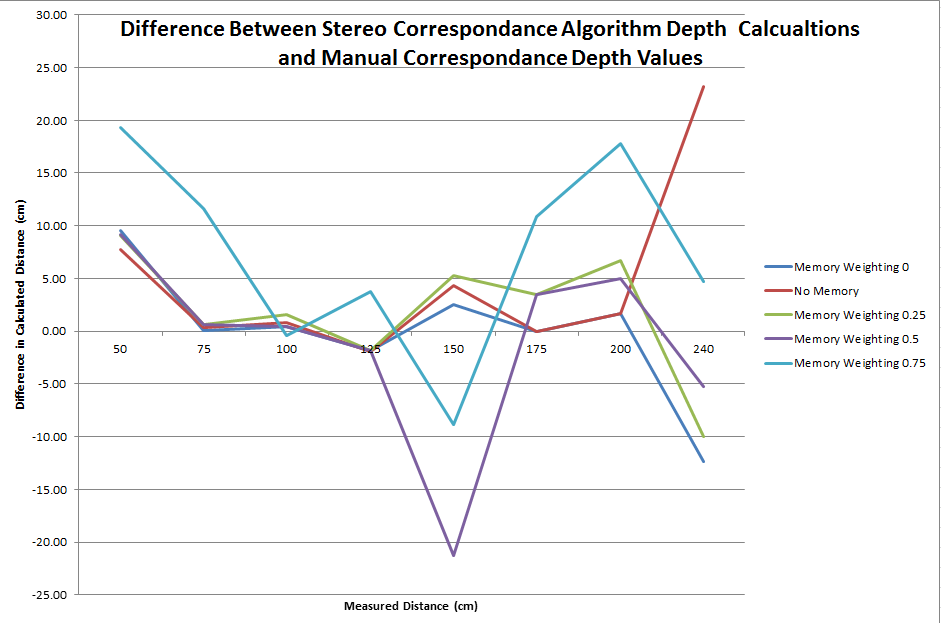 Difference Between Stereo Correspondance Algorithm Depth Calcualtions
and Manual Correspondance Depth Values
30.00
25.00
20.00
15.00
10.00
5.00
0.00
-5.00
-10.00
-15.00
-20.00
-25.00
Difference in Calculated Distance (cm)
50 75 100 125 150 175 200 240
Measured Distance (cm)
Memory Weighting 0
No Memory
Memory Weighting 0.25
Memory Weighting 0.5
Memory Weighting 0.75